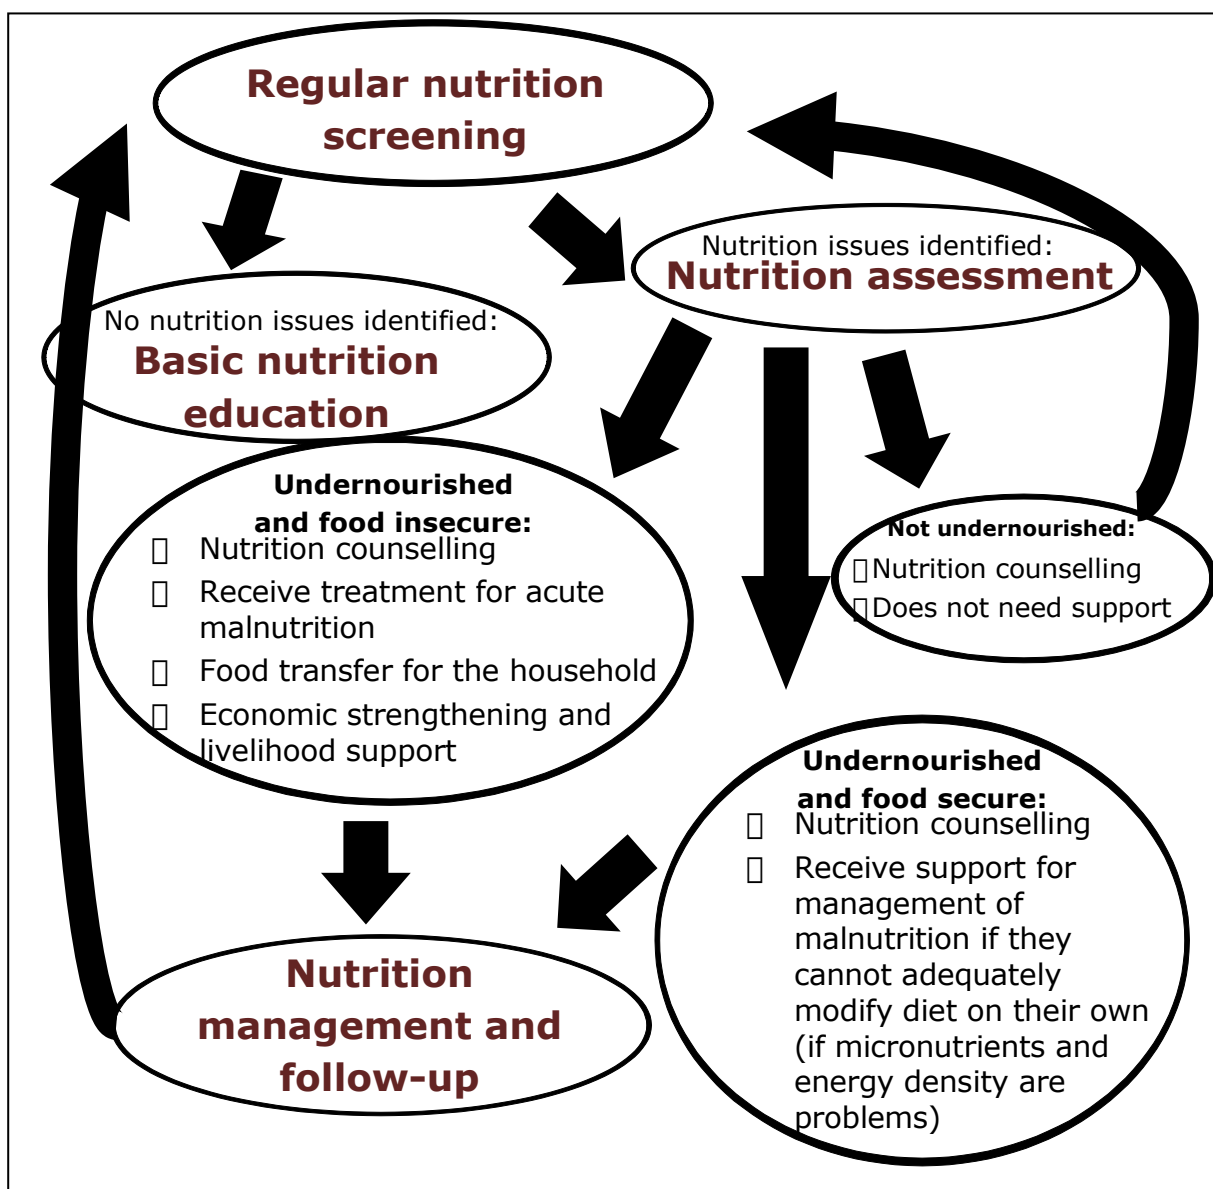 Regular nutrition
screening
Nutrition issues identified:
Nutrition assessment
No nutrition issues identified:
Basic nutrition
education
Undernourished
and food insecure:
Nutrition counselling
Receive treatment for acute
malnutrition
Food transfer for the household
Economic strengthening and
livelihood support
Not undernourished:
Nutrition counselling
Does not need support
Undernourished
and food secure:
Nutrition counselling
Receive support for
management of
malnutrition if they
cannot adequately
modify diet on their own
(if micronutrients and
energy density are
problems)
Nutrition
management and
follow-up